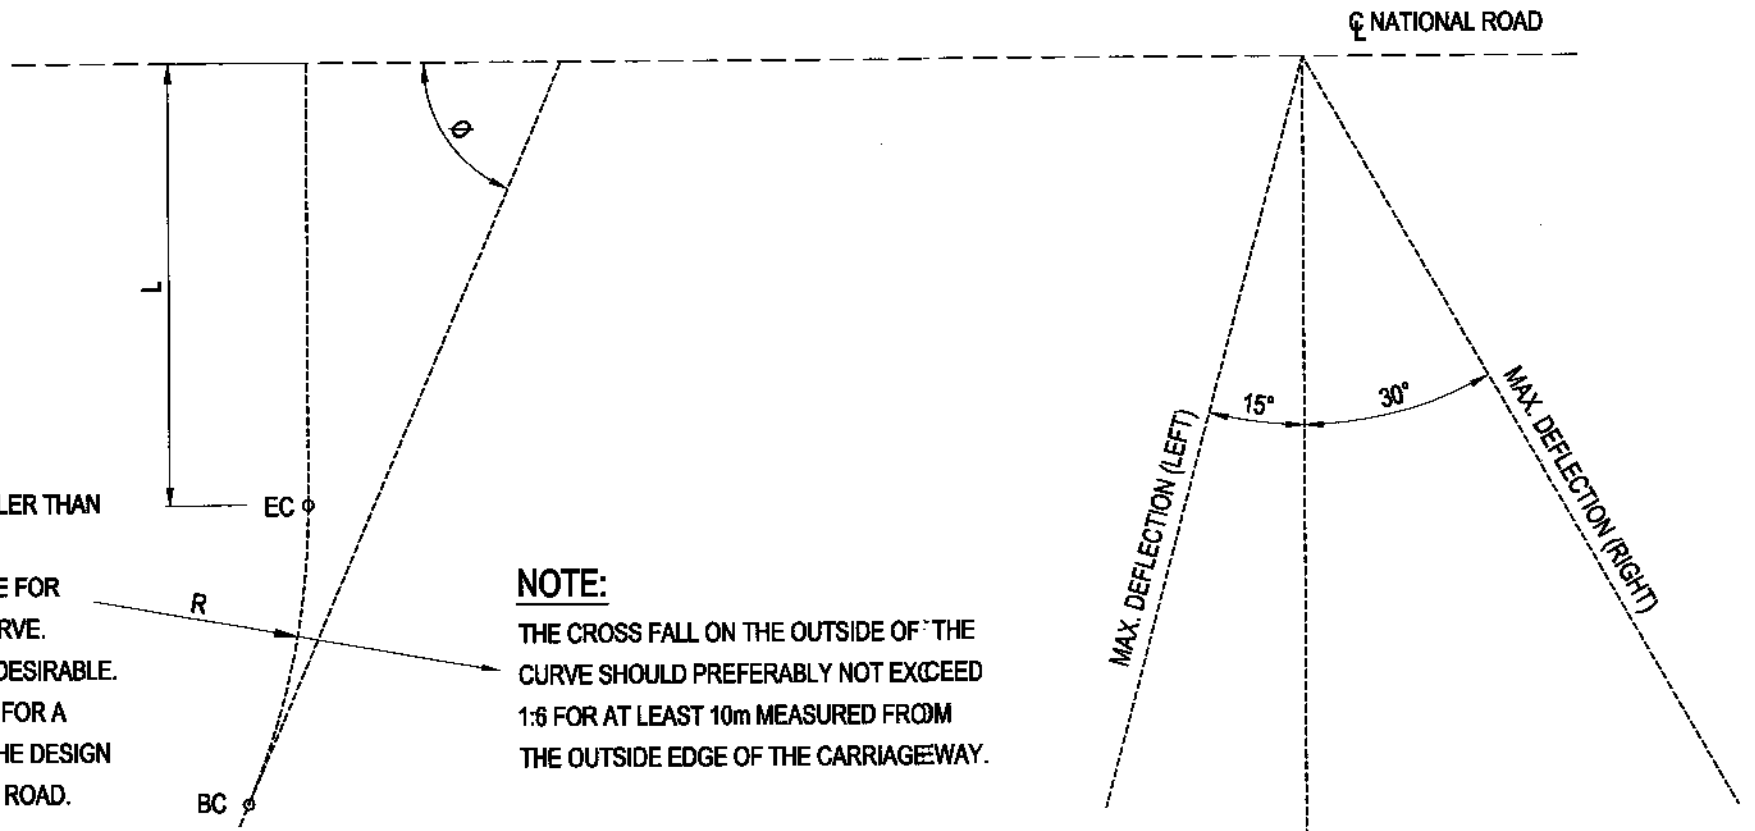 ℄ NATIONAL ROAD
Ø
L
15°
30°
MAX. DEFLECTION (LEFT)
MAX. DEFLECTION (RIGHT)
LER THAN
EC
E FOR
RVE.
DESIRABLE.
FOR A
HE DESIGN
ROAD.
R
BC
NOTE:
THE CROSS FALL ON THE OUTSIDE OF THE
CURVE SHOULD PREFERABLY NOT EXCEED
1:6 FOR AT LEAST 10m MEASURED FROM
THE OUTSIDE EDGE OF THE CARRIAGEWAY.